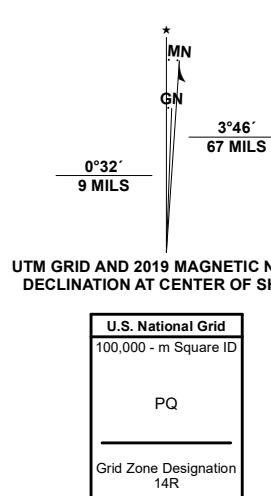 ★
MN
GN
3°46´
67 MILS
0°32´
9 MILS
UTM GRID AND 2019 MAGNETIC
DECLINATION AT CENTER OF
U.S. National Grid
100,000 - m Square ID
PQ
Grid Zone Designation
14R